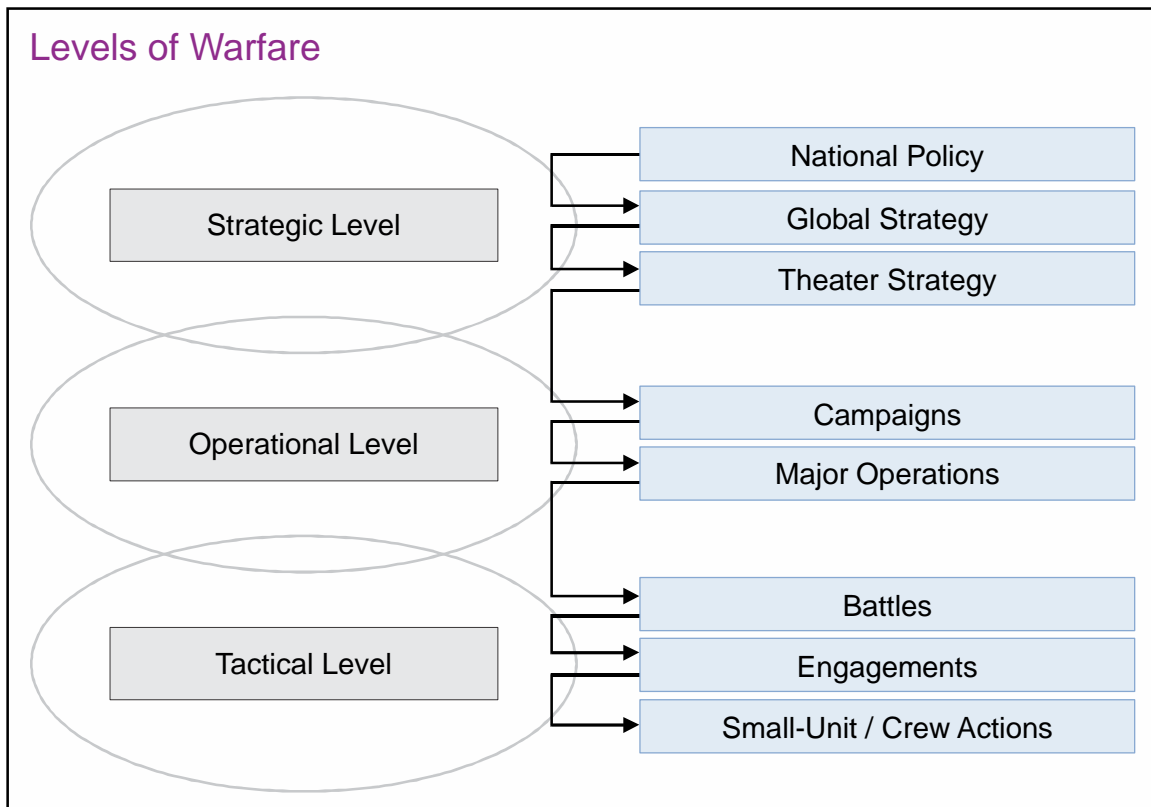 Levels of Warfare
National Policy
Strategic Level
Global Strategy
Theater Strategy
Campaigns
Operational Level
Major Operations
Battles
Tactical Level
Engagements
Small-Unit / Crew Actions